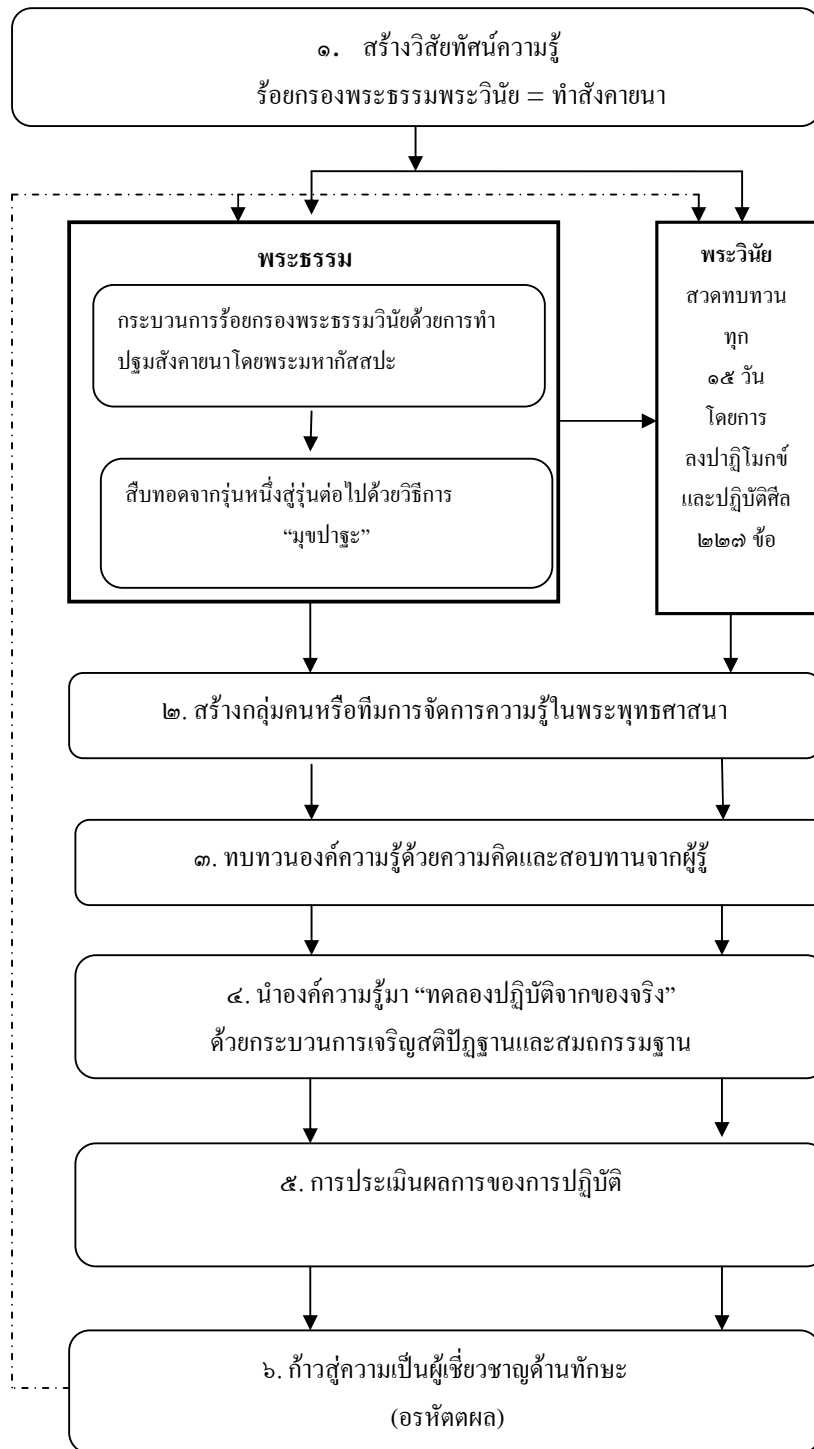 ๑. สร้างวิสัยทัศน์ความรู้
ร้อยกรองพระธรรมพระวินัย = ทำสังคายนา
พระธรรม
กระบวนการร้อยกรองพระธรรมวินัยด้วยการทำ
ปฐมสังคายนาโดยพระมหากัสสปะ
สืบทอดจากรุ่นหนึ่งสู่รุ่นต่อไปด้วยวิธีการ
“มุขปาฐะ”
พระวินัย
สวดทบทวน
ทุก
๑๕ วัน
โดยการ
ลงปาฏิโมกข์
และปฏิบัติศีล
๒๒๗ ข้อ
๒. สร้างกลุ่มคนหรือทีมการจัดการความรู้ในพระพุทธศาสนา
๓. ทบทวนองค์ความรู้ด้วยความคิดและสอบทานจากผู้รู้
๔. นำองค์ความรู้มา “ทดลองปฏิบัติจากของจริง”
ด้วยกระบวนการเจริญสติปัฏฐานและสมถกรรมฐาน
๕. การประเมินผลการของการปฏิบัติ
๖. ก้าวสู่ความเป็นผู้เชี่ยวชาญด้านทักษะ
(อรหัตตผล)